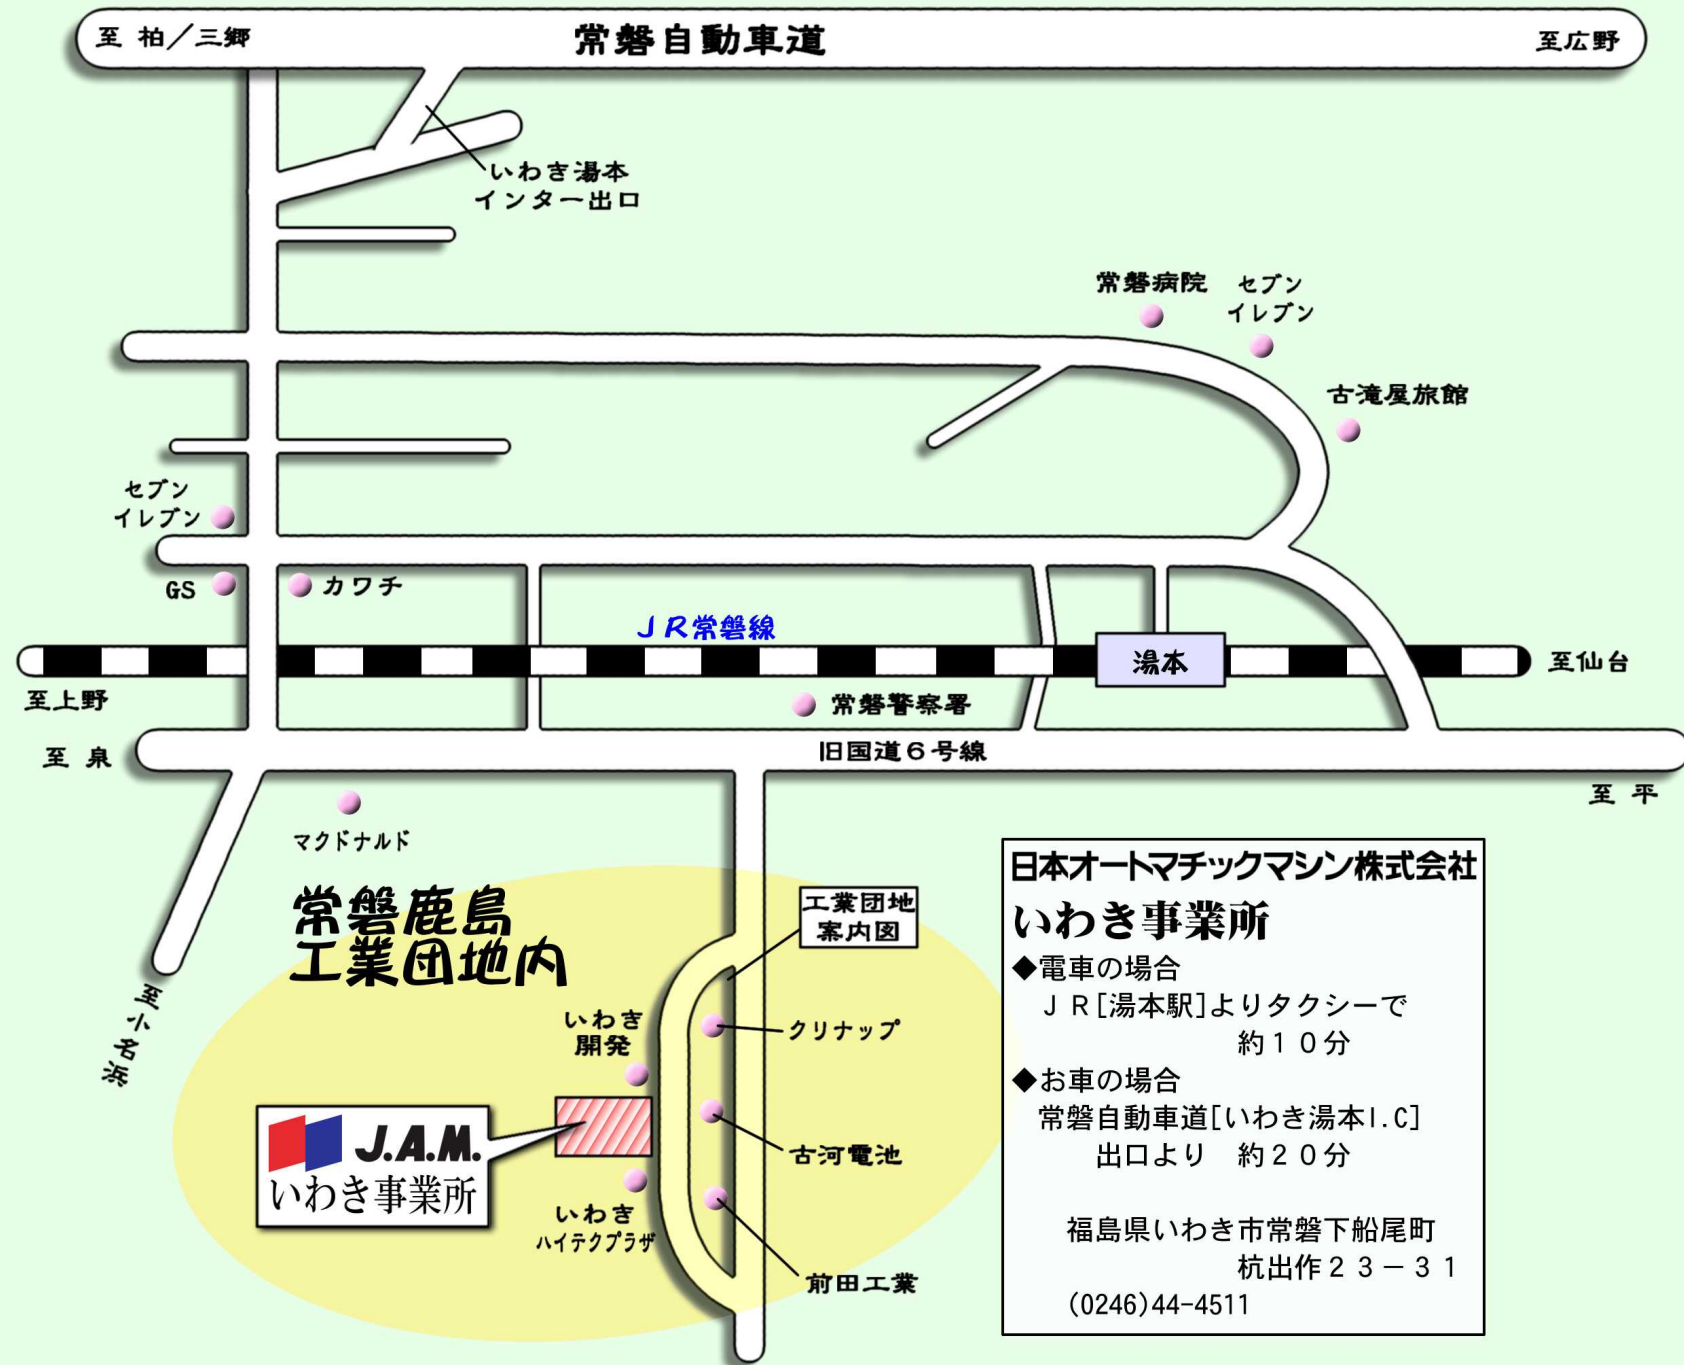 至 柏／三郷
常磐自動車道
至広野
いわき湯本
インター出口
常磐病院
セブン
イレブン
古滝屋旅館
セブン
イレブン
GS
カワチ
ＪＲ常磐線
湯本
至仙台
至上野
常磐警察署
至 泉
旧国道６号線
至 平
マクドナルド
常磐鹿島
工業団地内
工業団地
案内図
至小名浜
いわき
開発
クリナップ
J.A.M.
いわき事業所
古河電池
いわき
ハイテクプラザ
前田工業
日本オートマチックマシン株式会社
いわき事業所
◆電車の場合
ＪＲ[湯本駅]よりタクシーで
約１０分
◆お車の場合
常磐自動車道[いわき湯本I.C]
出口より　約２０分
福島県いわき市常磐下船尾町
杭出作２３－３１
(0246)44-4511